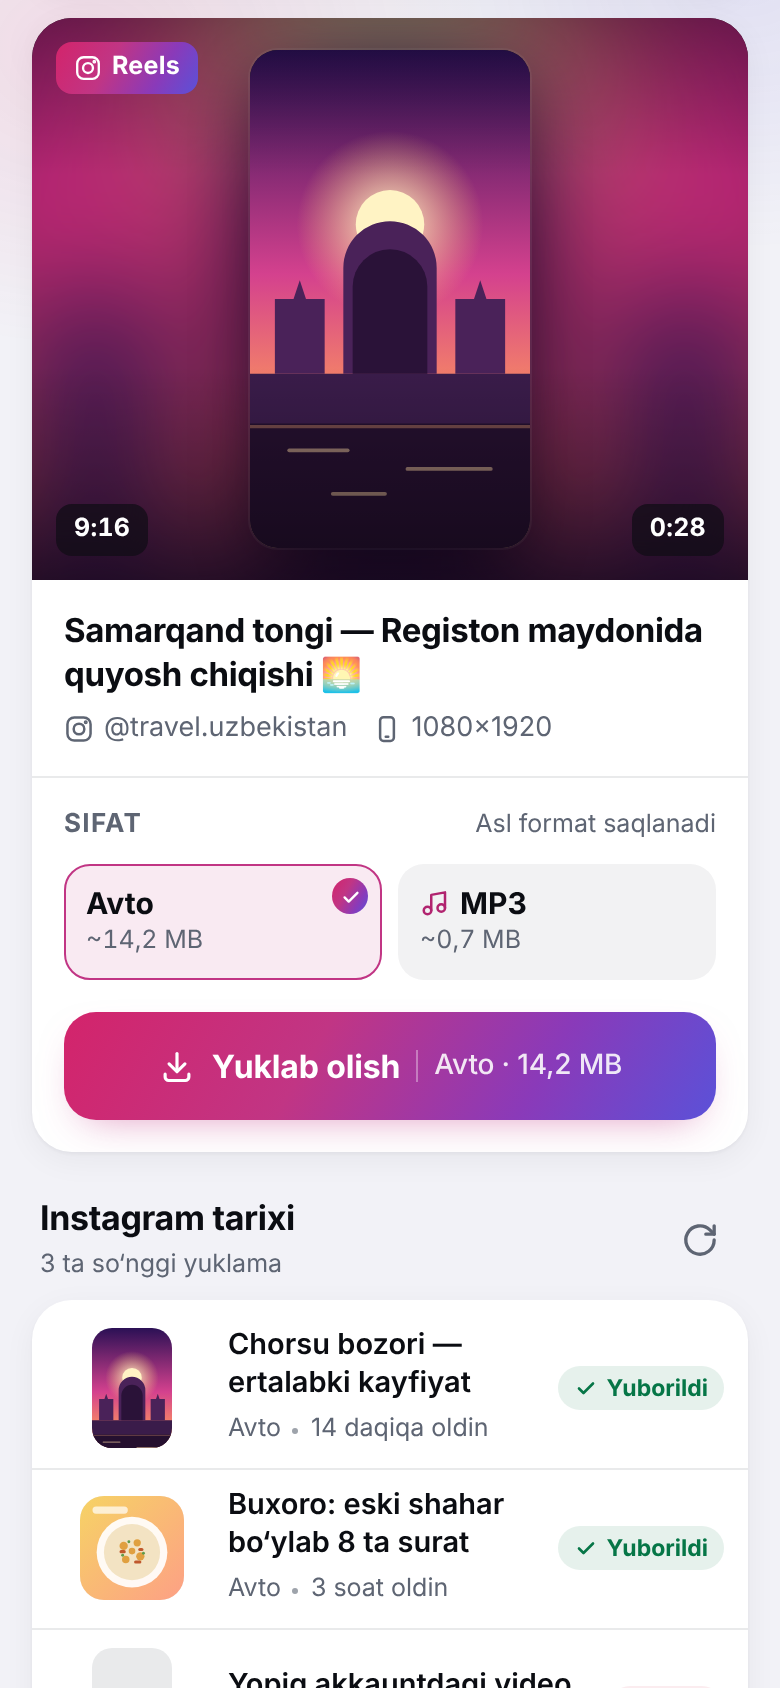 Reels
9:16
0:28
Samarqand tongi — Registon maydonida
quyosh chiqishi 🌅
@travel.uzbekistan
1080×1920
SIFAT
Asl format saqlanadi
Avto
~14,2 MB
MP3
~0,7 MB
Yuklab olish
Avto · 14,2 MB
Instagram tarixi
3 ta so‘nggi yuklama
Chorsu bozori —
ertalabki kayfiyat
Avto • 14 daqiqa oldin
Yuborildi
Buxoro: eski shahar
bo‘ylab 8 ta surat
Avto • 3 soat oldin
Yuborildi
Yopiq akkauntdagi video